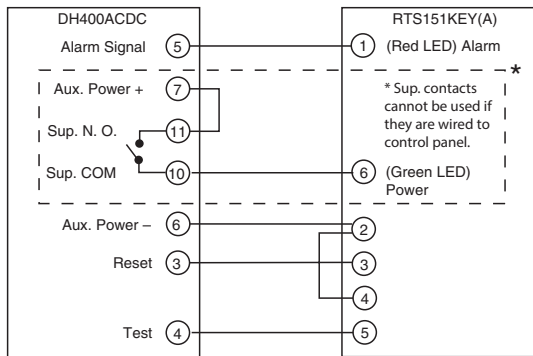 DH400ACDC
RTS151KEY(A)
Alarm Signal 5
1 (Red LED) Alarm
*
Aux. Power + 7
* Sup. contacts
cannot be used if
they are wired to
control panel.
Sup. N. O. 11
Sup. COM 10
6 (Green LED)
Power
Aux. Power – 6
2
Reset 3
3
4
Test 4
5